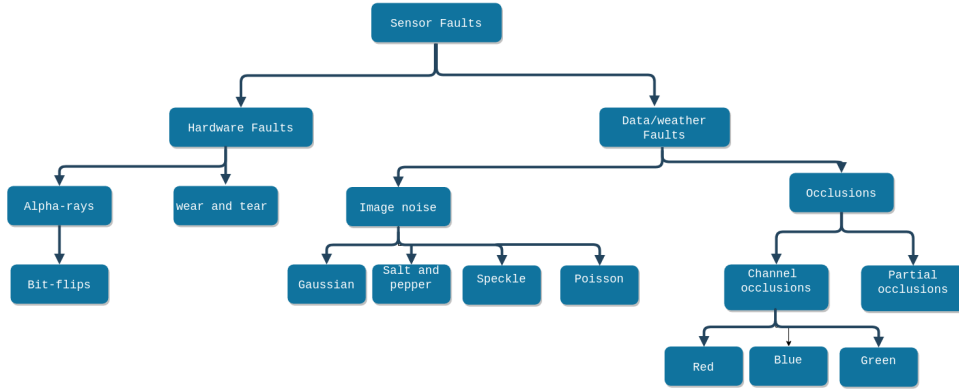 Sensor Faults
Hardware Faults
Data/weather
Faults
Alpha-rays
wear and tear
Image noise
Occlusions
Bit-flips
Gaussian
Salt and
pepper
Speckle
Poisson
Channel
occlusions
Partial
occlusions
Red
Blue
Green